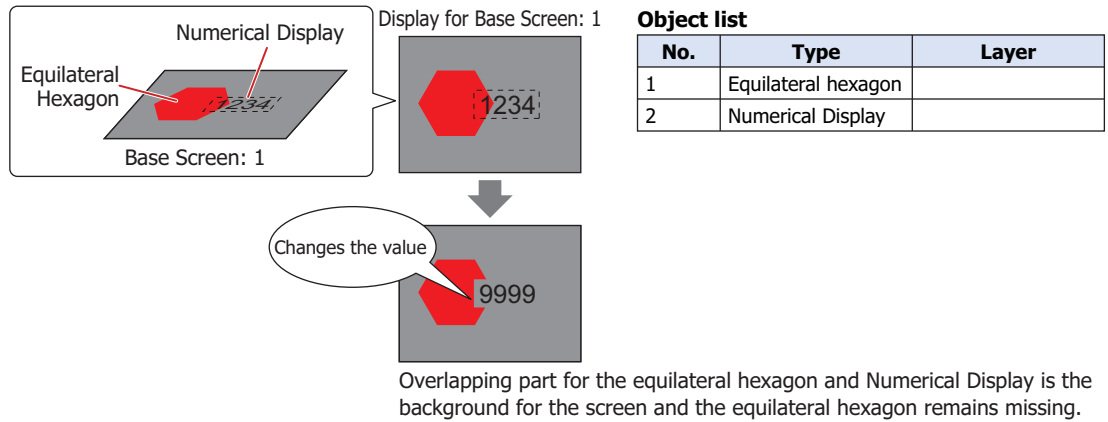 Numerical Display
Equilateral
Hexagon
1234
Base Screen: 1
Display for Base Screen: 1
1234
Changes the value
9999
Overlapping part for the equilateral hexagon and Numerical Display is the
background for the screen and the equilateral hexagon remains missing.
Object list
No. Type Layer
1 Equilateral hexagon
2 Numerical Display